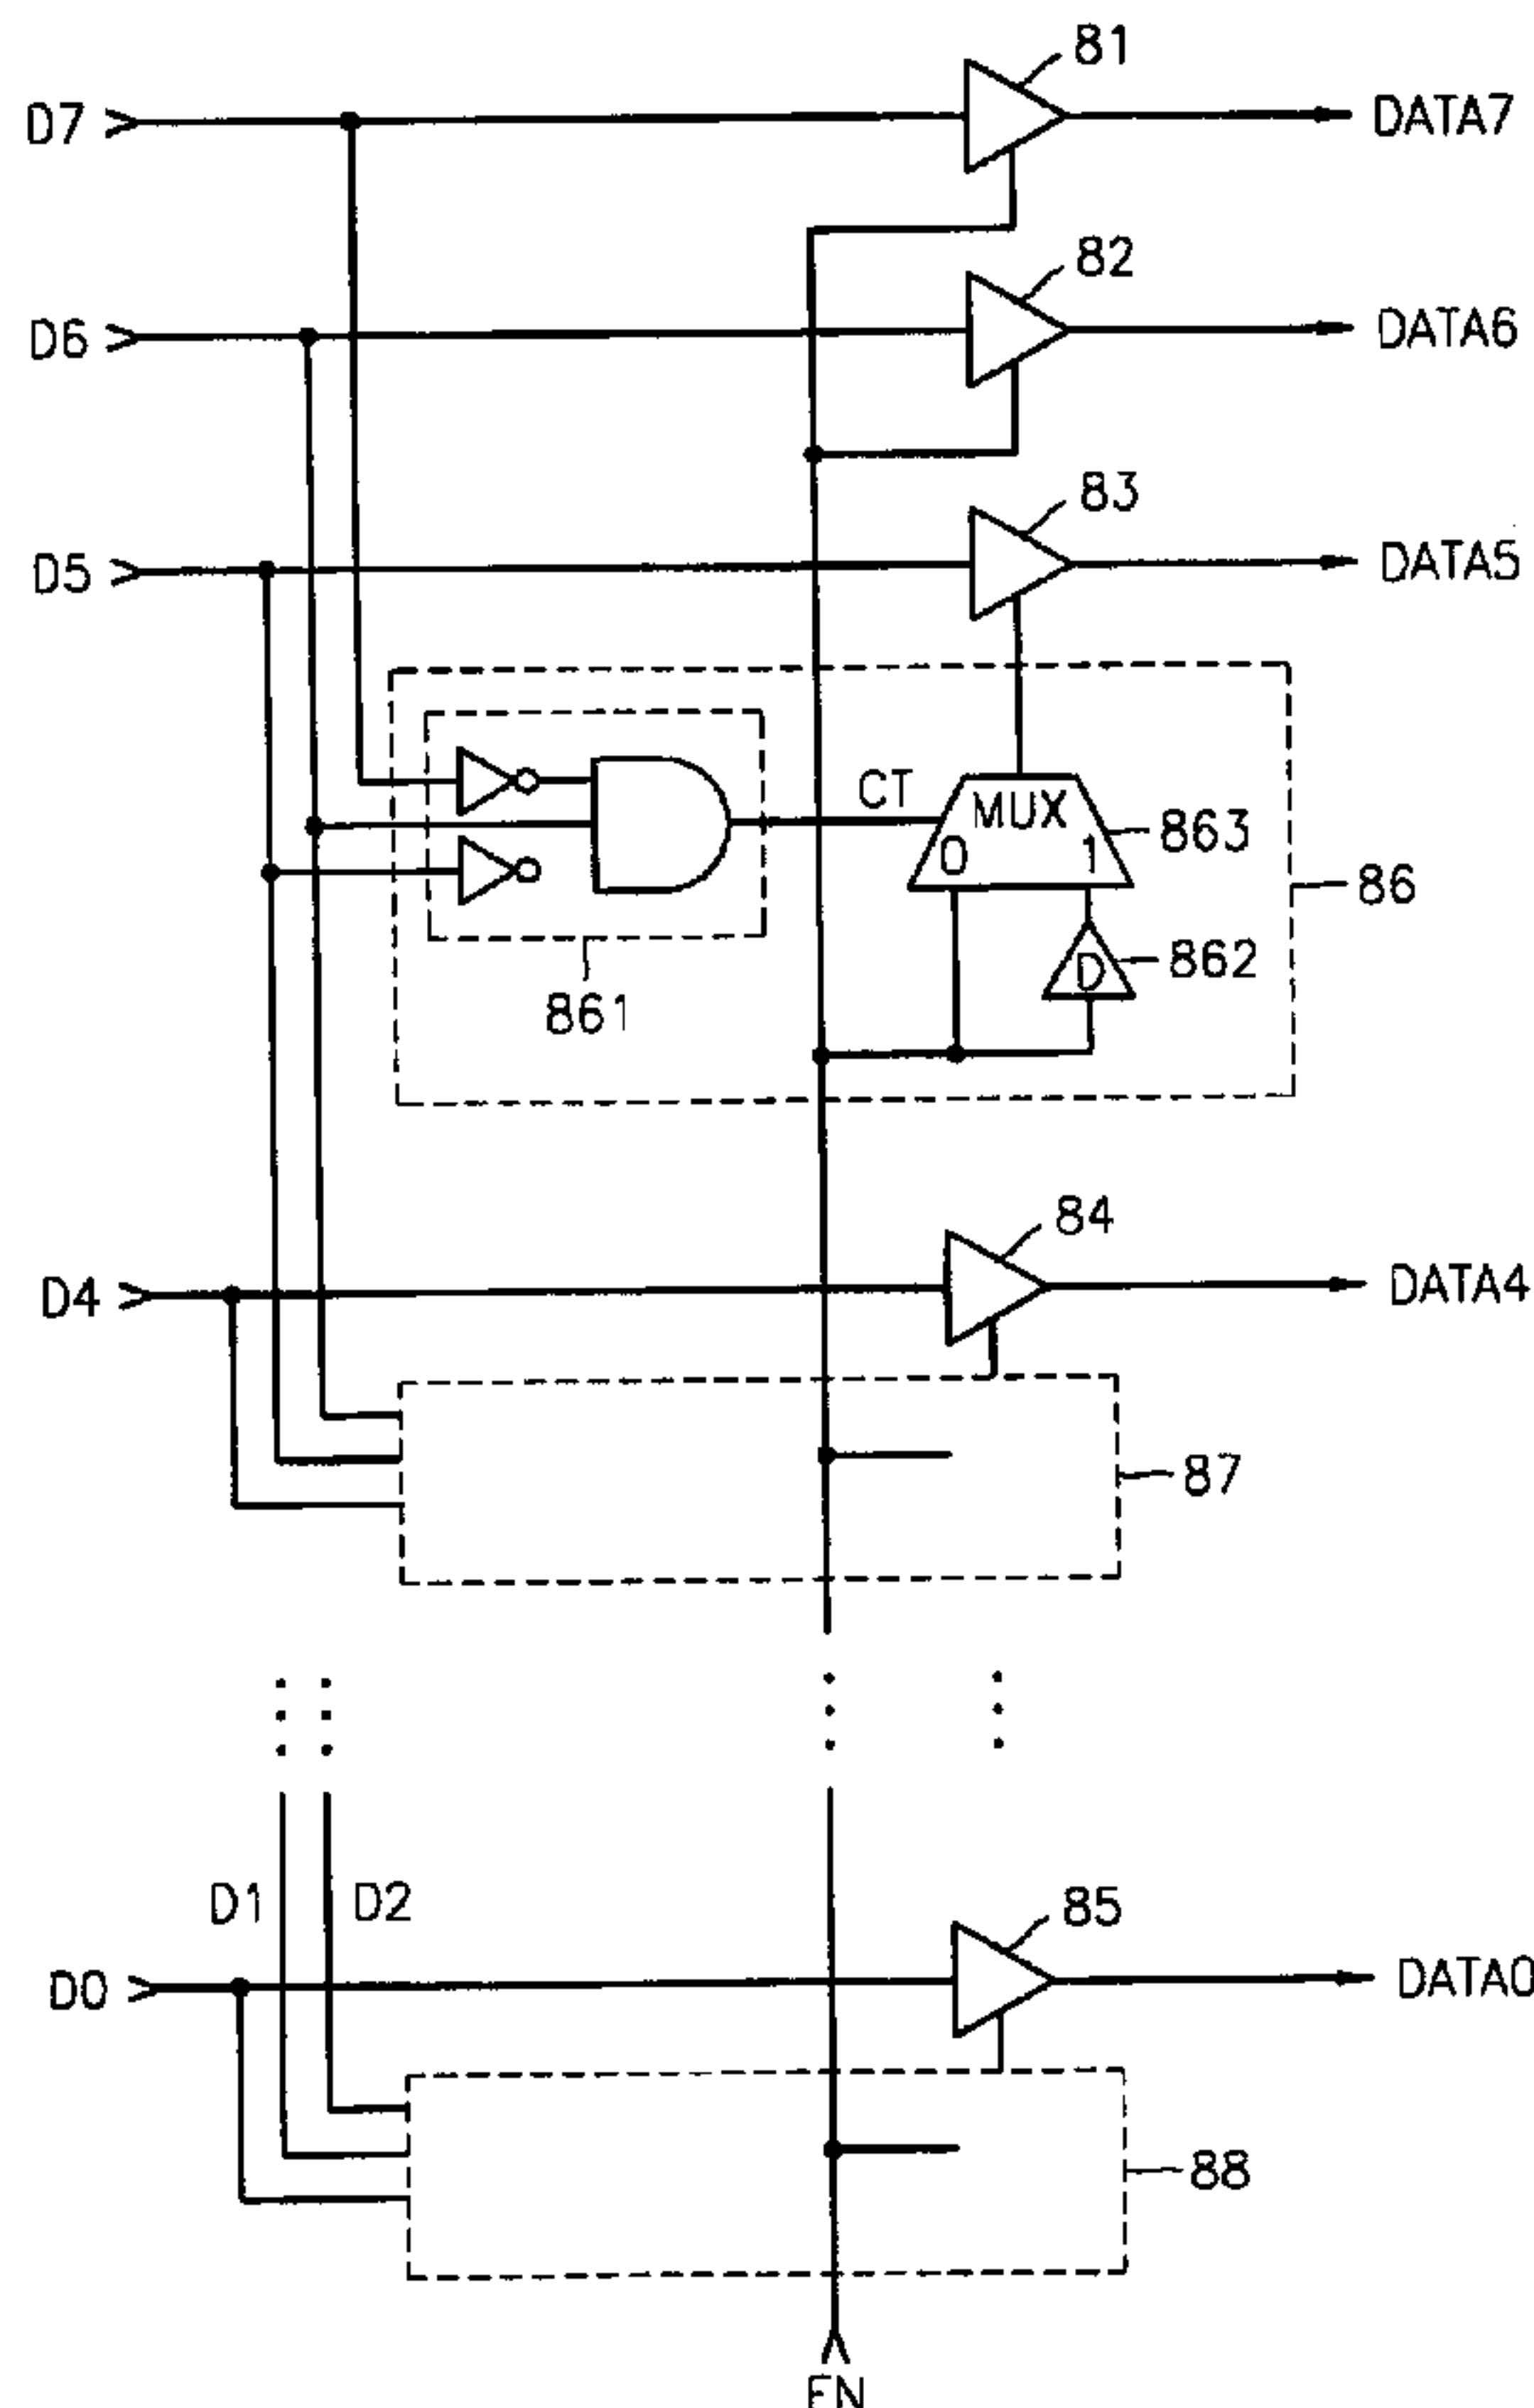 81
D7
DATA7
82
D6
DATA6
83
D5
DATA5
CT
MUX
0
1
863
86
D
862
861
84
D4
DATA4
87
D1
D2
85
D0
DATA0
88
EN